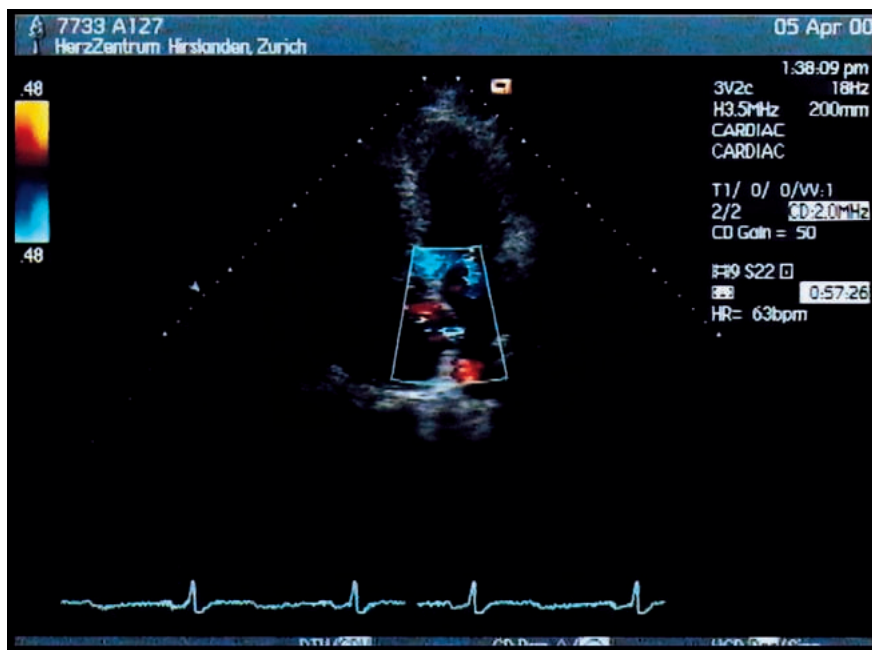 7733 A127
05 Apr 00
HerzZentrum Hirslanden, Zurich
1:38:09 pm
3V2c 18Hz
H3.5MHz 200mm
CARDIAC
CARDIAC
T1/ 0/ 0/VV:1
2/2 CD:2.0MHz
CD Gain = 50
S22
0:57:26
HR= 63bpm
.48
.48